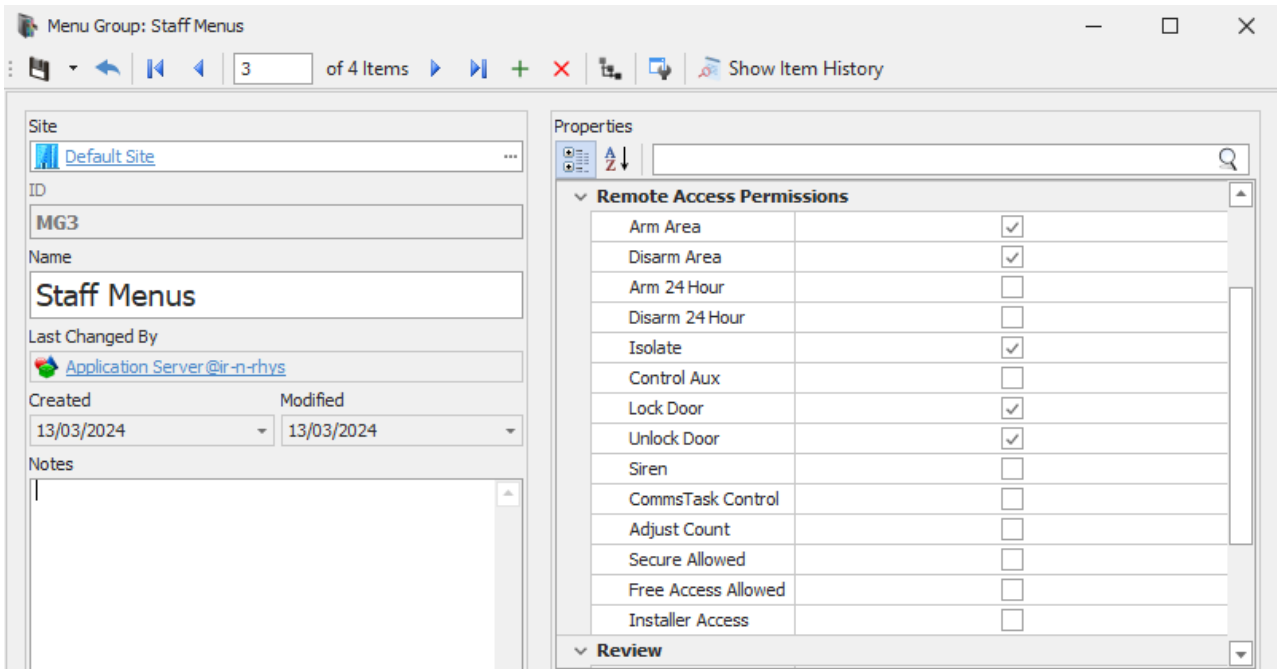 Menu Group: Staff Menus
3 of 4 Items Show Item History
Site
Default Site ...
ID
MG3
Name
Staff Menus
Last Changed By
Application Server@ir-n-rhys
Created Modified
13/03/2024 13/03/2024
Notes
Properties
A
Z
Remote Access Permissions
Arm Area
Disarm Area
Arm 24 Hour
Disarm 24 Hour
Isolate
Control Aux
Lock Door
Unlock Door
Siren
CommsTask Control
Adjust Count
Secure Allowed
Free Access Allowed
Installer Access
Review